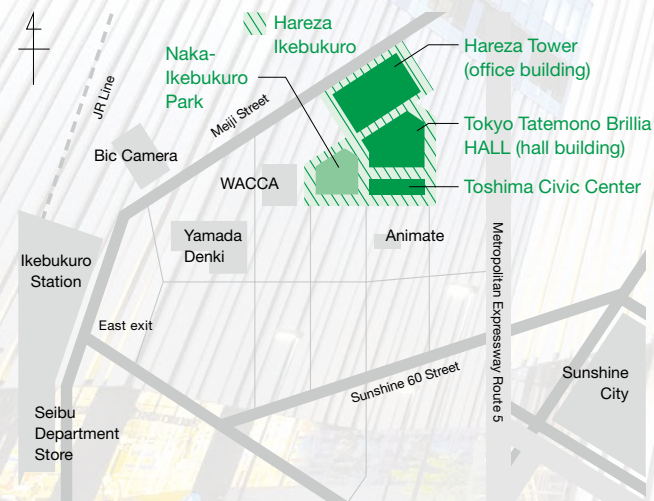 Hareza
Ikebukuro
Naka-
Ikebukuro
Park
Hareza Tower
(office building)
JR Line
Meiji Street
Tokyo Tatemono Brillia
HALL (hall building)
Bic Camera
WACCA
Toshima Civic Center
Yamada
Denki
Animate
Ikebukuro
Station
Metropolitan Expressway Route 5
East exit
Sunshine 60 Street
Sunshine
City
Seibu
Department
Store